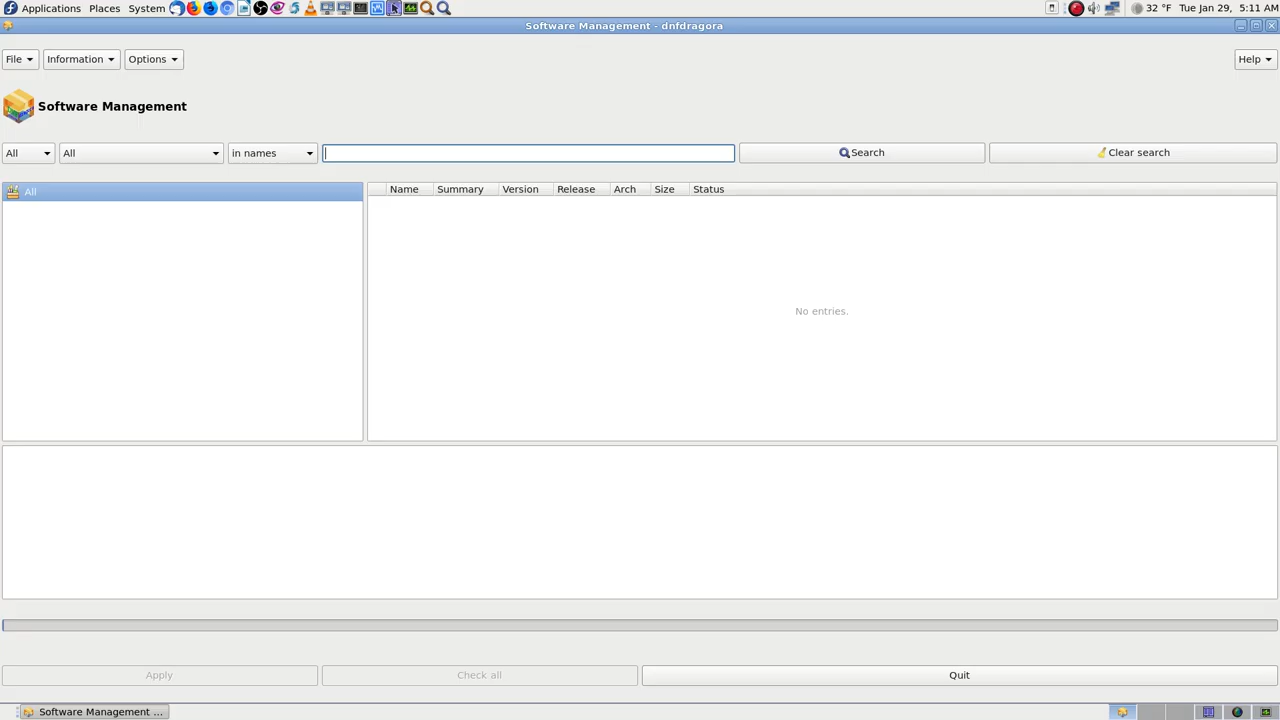 Applications Places System 32 °F Tue Jan 29, 5:11 AM
Software Management - dnfdragora
File Information Options Help
Software Management
All All in names Search Clear search
All Name Summary Version Release Arch Size Status
No entries.
Apply Check all Quit
Software Management ...